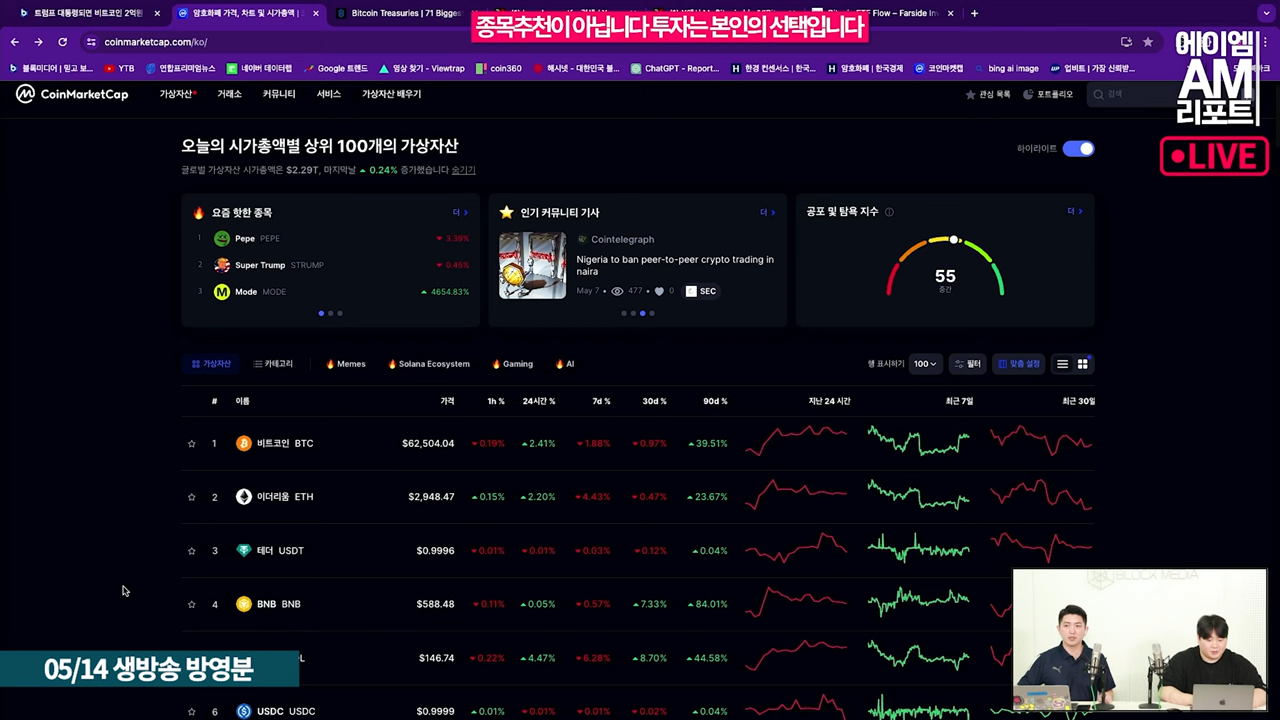 트럼프 대통령되면 비트코인 2억원
암호화폐 가격, 차트 및 시가총액
Bitcoin Treasuries | 71 Bigges
종목추천이 아닙니다 투자는 본인의 선택입니다
coinmarketcap.com/ko/
에이엠
AM
리포트
LIVE
블록미디어 | 믿고 보...
YTB
연합프리미엄뉴스
네이버 데이터랩
Google 트렌드
영상 찾기 - Viewtrap
coin360
해시넷 - 대한민국 블...
ChatGPT - Report...
한경 컨센서스 | 한국...
암호화폐 | 한국경제
코인마켓캡
bing ai image
업비트 | 가장 신뢰받...
CoinMarketCap
가상자산 거래소 커뮤니티 서비스 가상자산 배우기
관심 목록 포트폴리오 검색
오늘의 시가총액별 상위 100개의 가상자산
하이라이트
글로벌 가상자산 시가총액은 $2.29T, 마지막날 0.24% 증가했습니다 숨기기
요즘 핫한 종목 더
1 Pepe PEPE 3.39%
2 Super Trump STRUMP 0.45%
3 Mode MODE 4654.83%
인기 커뮤니티 기사 더
Cointelegraph
Nigeria to ban peer-to-peer crypto trading in
naira
May 7 • 477 • 0 SEC
공포 및 탐욕 지수 더
55
중간
가상자산 카테고리 Memes Solana Ecosystem Gaming AI
행 표시하기 100 필터 맞춤 설정
# 이름 가격 1h % 24시간 % 7d % 30d % 90d % 지난 24 시간 최근 7일 최근 30일
1 비트코인 BTC $62,504.04 0.19% 2.41% 1.88% 0.97% 39.51%
2 이더리움 ETH $2,948.47 0.15% 2.20% 4.43% 0.47% 23.67%
3 테더 USDT $0.9996 0.01% 0.01% 0.03% 0.12% 0.04%
4 BNB BNB $588.48 0.11% 0.05% 0.57% 7.33% 84.01%
$146.74 0.22% 4.47% 6.28% 8.70% 44.58%
6 USDC USDC $0.9999 0.01% 0.01% 0.01% 0.02% 0.04%
BLOCK MEDIA
05/14 생방송 방영분